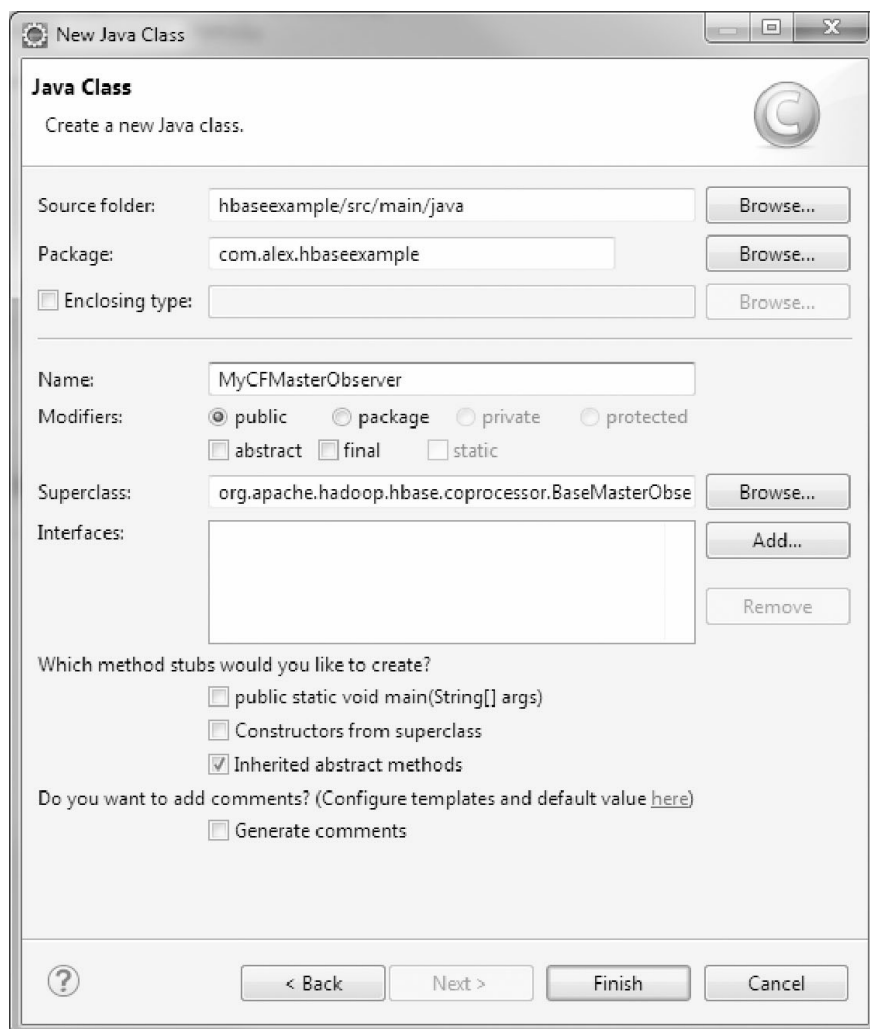 New Java Class
Java Class
Create a new Java class.
C
Source folder: hbaseexample/src/main/java Browse...
Package: com.alex.hbaseexample Browse...
Enclosing type: Browse...
Name: MyCFMasterObserver
Modifiers: public package private protected
abstract final static
Superclass: org.apache.hadoop.hbase.coprocessor.BaseMasterObse Browse...
Interfaces: Add...
Remove
Which method stubs would you like to create?
public static void main(String[] args)
Constructors from superclass
Inherited abstract methods
Do you want to add comments? (Configure templates and default value here)
Generate comments
? < Back Next > Finish Cancel